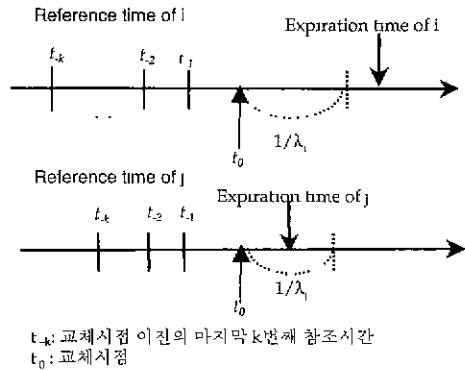 Reference time of i
Expiration time of i
t-k t-2 t-1
t0
1/λi
Reference time of j
Expiration time of j
t-k t-2 t-1
t0
1/λj
t-k: 교체시점 이전의 마지막 k번째 참조시간
t0: 교체시점